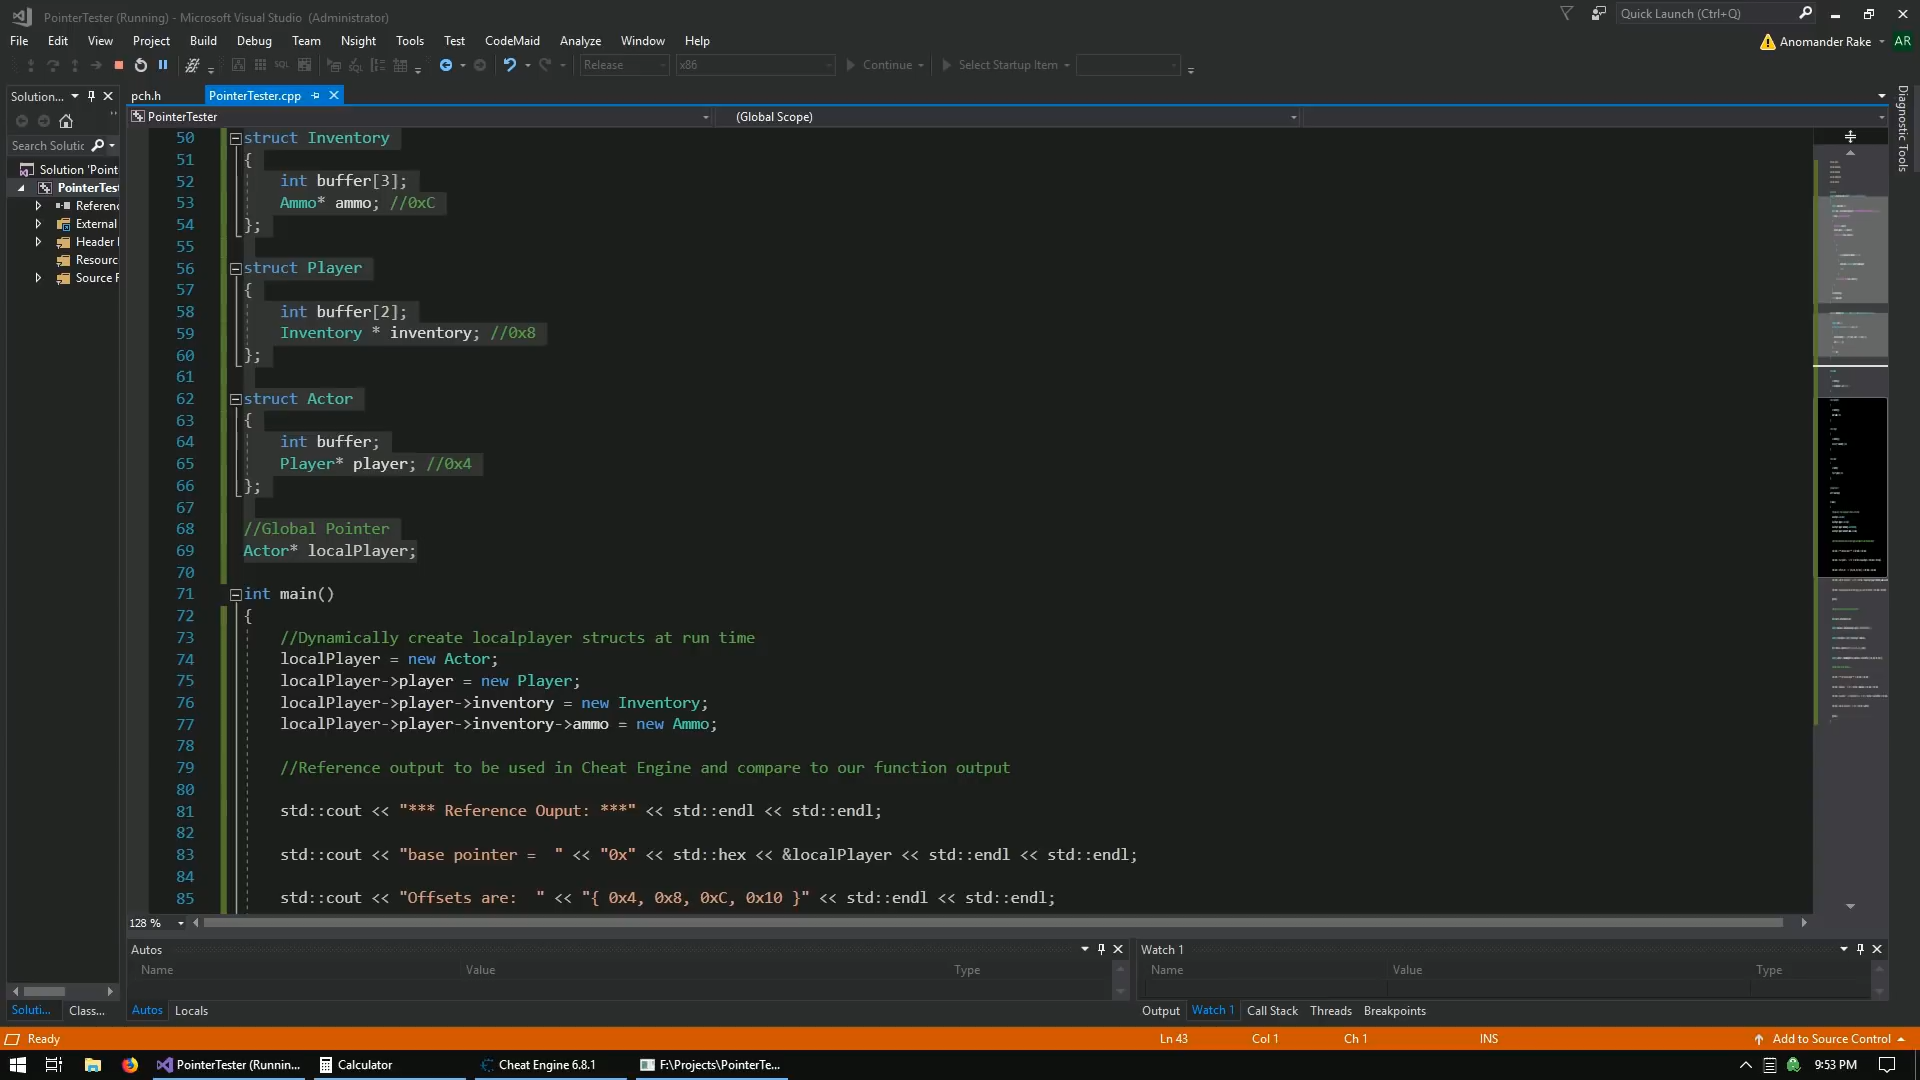 PointerTester (Running) - Microsoft Visual Studio (Administrator)
Quick Launch (Ctrl+Q)
File Edit View Project Build Debug Team Nsight Tools Test CodeMaid Analyze Window Help
Anomander Rake AR
Release x86 Continue Select Startup Item
Solution...
pch.h PointerTester.cpp
PointerTester (Global Scope)
Diagnostic Tools
Search Solutic
Solution 'Point
PointerTest
Referenc
External
Header
Resourc
Source F
50 struct Inventory
51 {
52 int buffer[3];
53 Ammo* ammo; //0xC
54 };
55
56 struct Player
57 {
58 int buffer[2];
59 Inventory * inventory; //0x8
60 };
61
62 struct Actor
63 {
64 int buffer;
65 Player* player; //0x4
66 };
67
68 //Global Pointer
69 Actor* localPlayer;
70
71 int main()
72 {
73 //Dynamically create localplayer structs at run time
74 localPlayer = new Actor;
75 localPlayer->player = new Player;
76 localPlayer->player->inventory = new Inventory;
77 localPlayer->player->inventory->ammo = new Ammo;
78
79 //Reference output to be used in Cheat Engine and compare to our function output
80
81 std::cout << "*** Reference Ouput: ***" << std::endl << std::endl;
82
83 std::cout << "base pointer =  " << "0x" << std::hex << &localPlayer << std::endl << std::endl;
84
85 std::cout << "Offsets are:  " << "{ 0x4, 0x8, 0xC, 0x10 }" << std::endl << std::endl;
128 %
Autos
Name Value Type
Watch 1
Name Value Type
Soluti... Class...
Autos Locals
Output Watch 1 Call Stack Threads Breakpoints
Ready Ln 43 Col 1 Ch 1 INS Add to Source Control
PointerTester (Runnin... Calculator Cheat Engine 6.8.1 F:\Projects\PointerTe... 9:53 PM